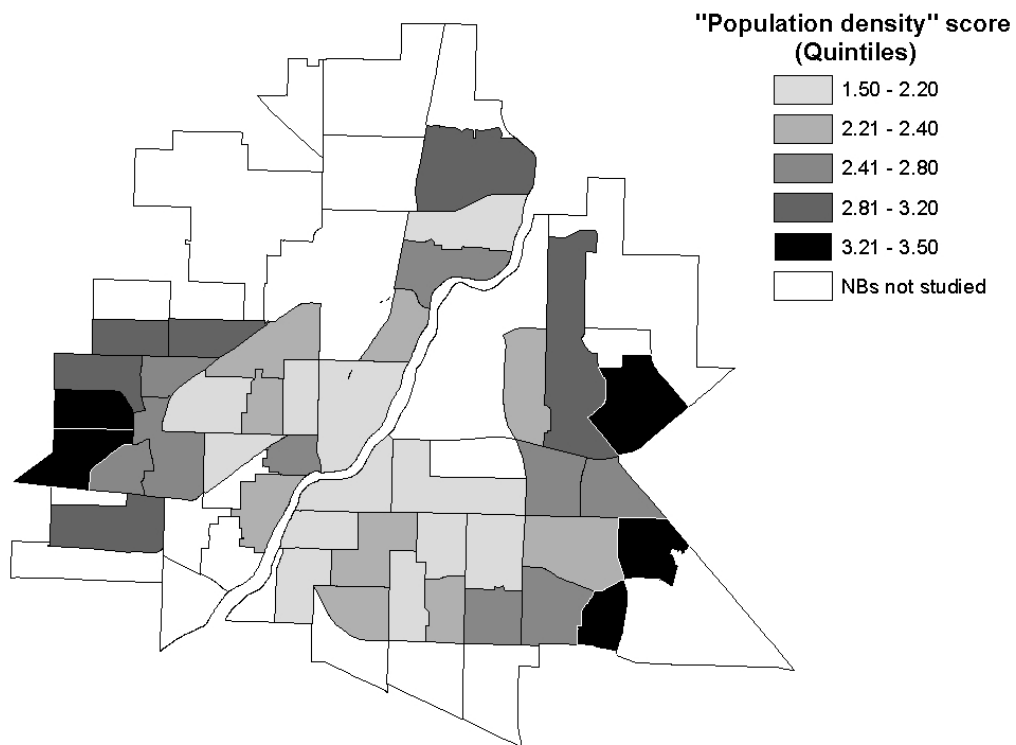 "Population density" score
(Quintiles)
1.50 - 2.20
2.21 - 2.40
2.41 - 2.80
2.81 - 3.20
3.21 - 3.50
NBs not studied